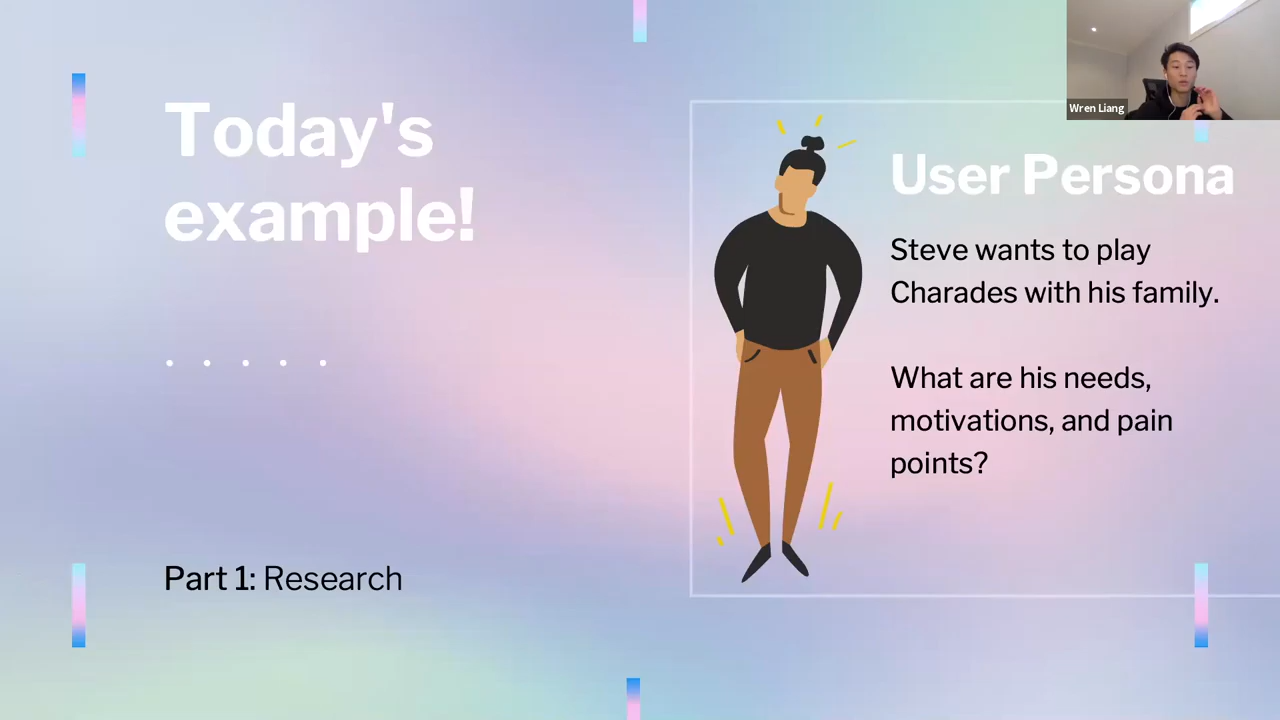 Today's
example!
Part 1: Research
Wren Liang
User Persona
Steve wants to play
Charades with his family.
What are his needs,
motivations, and pain
points?